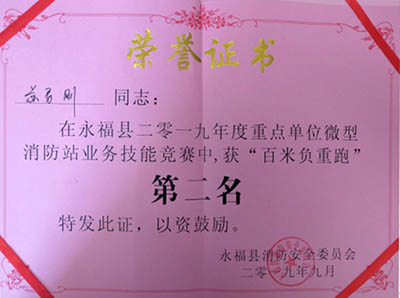 荣誉证书
同志：
在永福县二零一九年度重点单位微型
消防站业务技能竞赛中，获“百米负重跑”
第二名
特发此证，以资鼓励。
永福县消防安全委员会
二零一九年九月